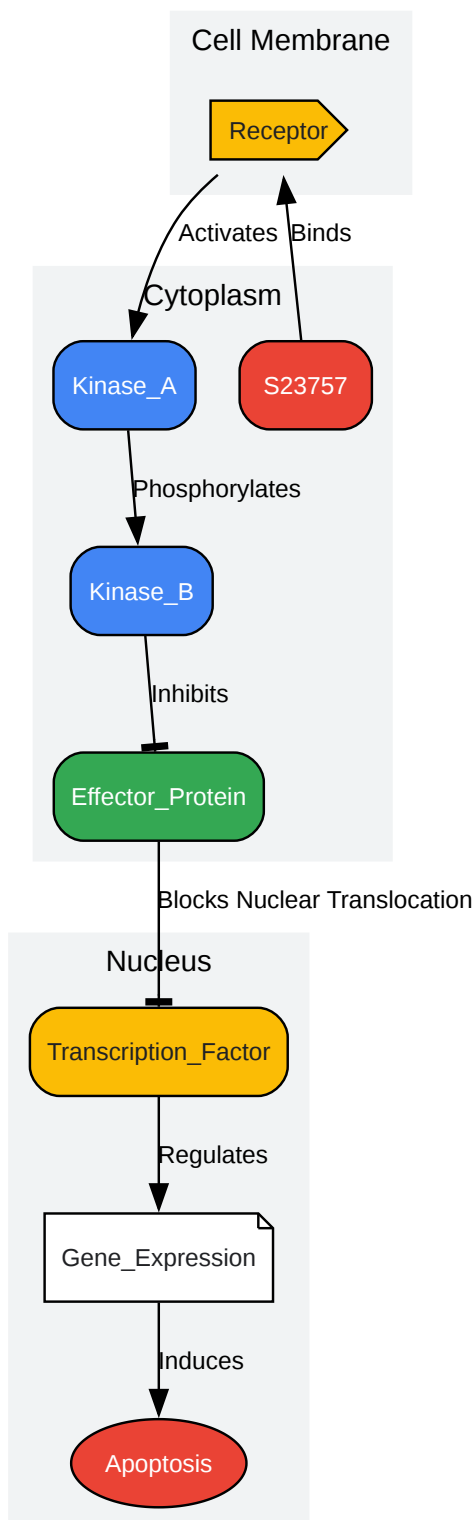 Cell Membrane
Receptor
Activates
Binds
Cytoplasm
Kinase_A
S23757
Phosphorylates
Kinase_B
Inhibits
Effector_Protein
Blocks Nuclear Translocation
Nucleus
Transcription_Factor
Regulates
Gene_Expression
Induces
Apoptosis